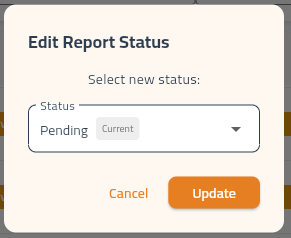 Edit Report Status
Select new status:
Status
Pending Current
Cancel Update